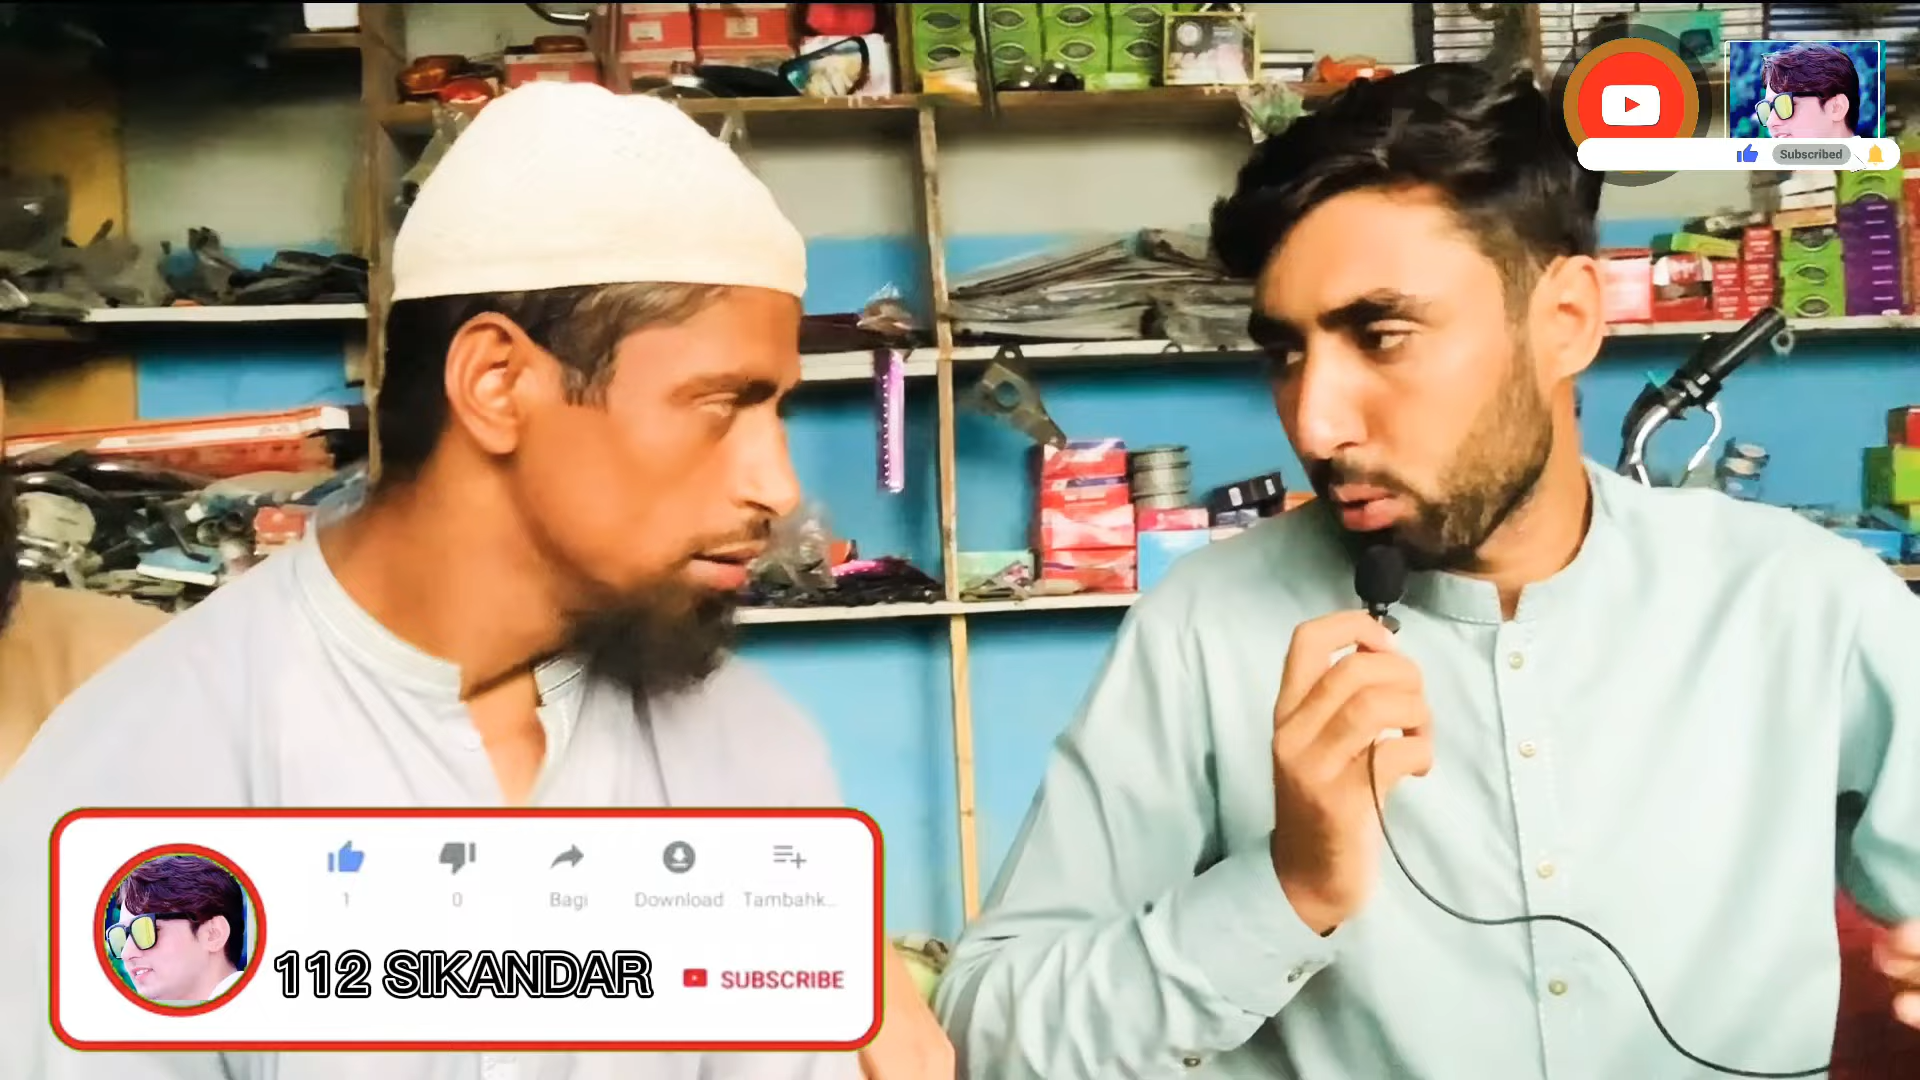 Subscribed
1
0
Bagi
Download
Tambahk...
112 SIKANDAR
SUBSCRIBE